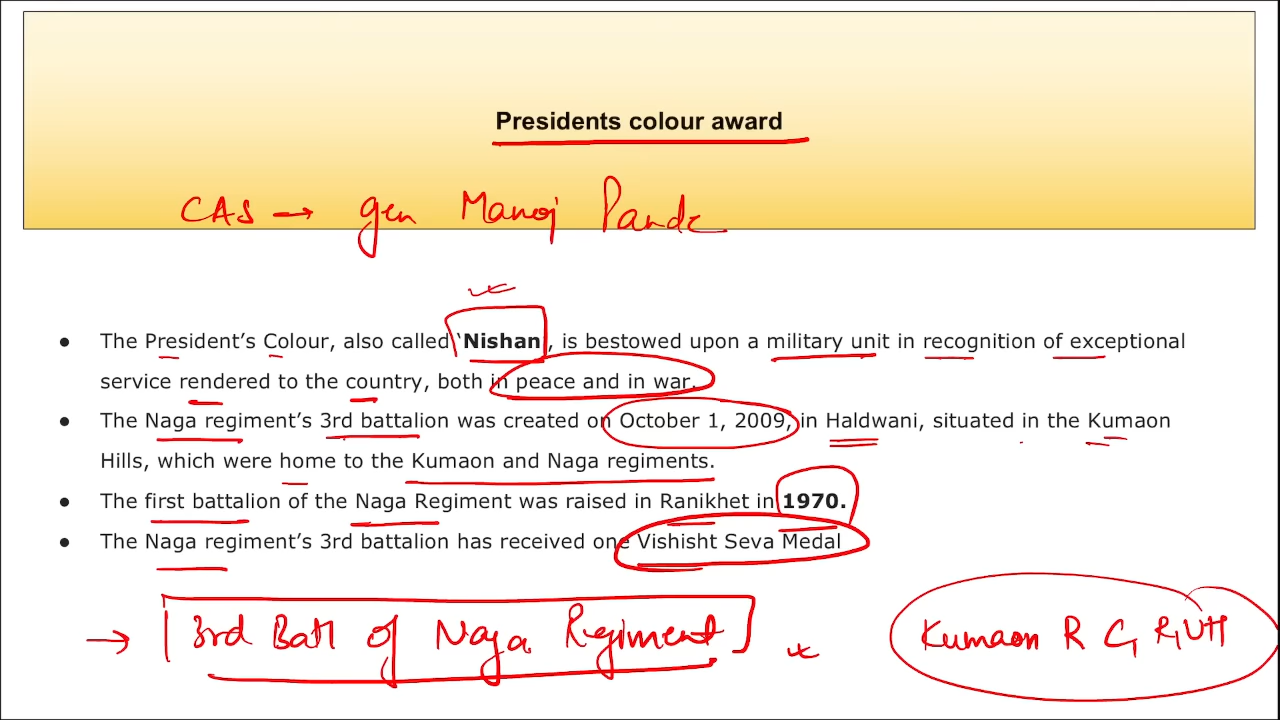 Presidents colour award
CAS → gen Manoj Pande
• The President's Colour, also called 'Nishan, is bestowed upon a military unit in recognition of exceptional
service rendered to the country, both in peace and in war.
• The Naga regiment's 3rd battalion was created on October 1, 2009, in Haldwani, situated in the Kumaon
Hills, which were home to the Kumaon and Naga regiments.
• The first battalion of the Naga Regiment was raised in Ranikhet in 1970.
• The Naga regiment's 3rd battalion has received one Vishisht Seva Medal
→ 3rd Batt of Naga Regiment
Kumaon R